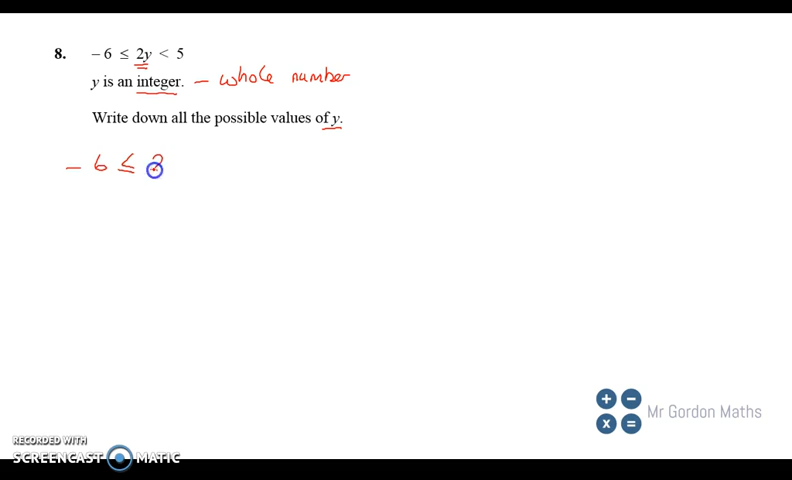 8. – 6 ≤ 2y < 5
y is an integer. – whole number
Write down all the possible values of y.
– 6 ≤ 2
+ –
x =
Mr Gordon Maths
RECORDED WITH
SCREENCAST MATIC